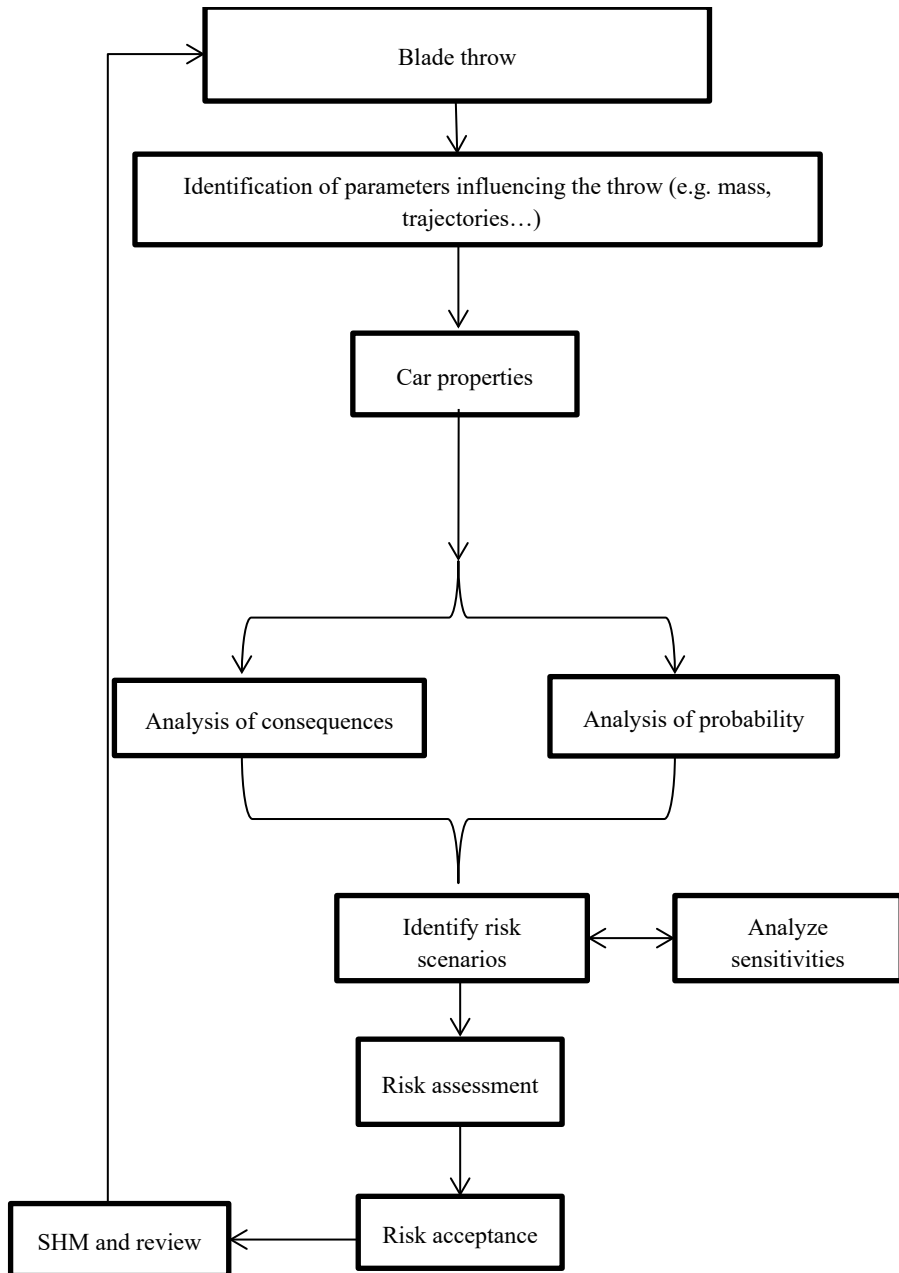 Blade throw
Identification of parameters influencing the throw (e.g. mass,
trajectories…)
Car properties
Analysis of consequences
Analysis of probability
Identify risk
scenarios
Analyze
sensitivities
Risk assessment
Risk acceptance
SHM and review